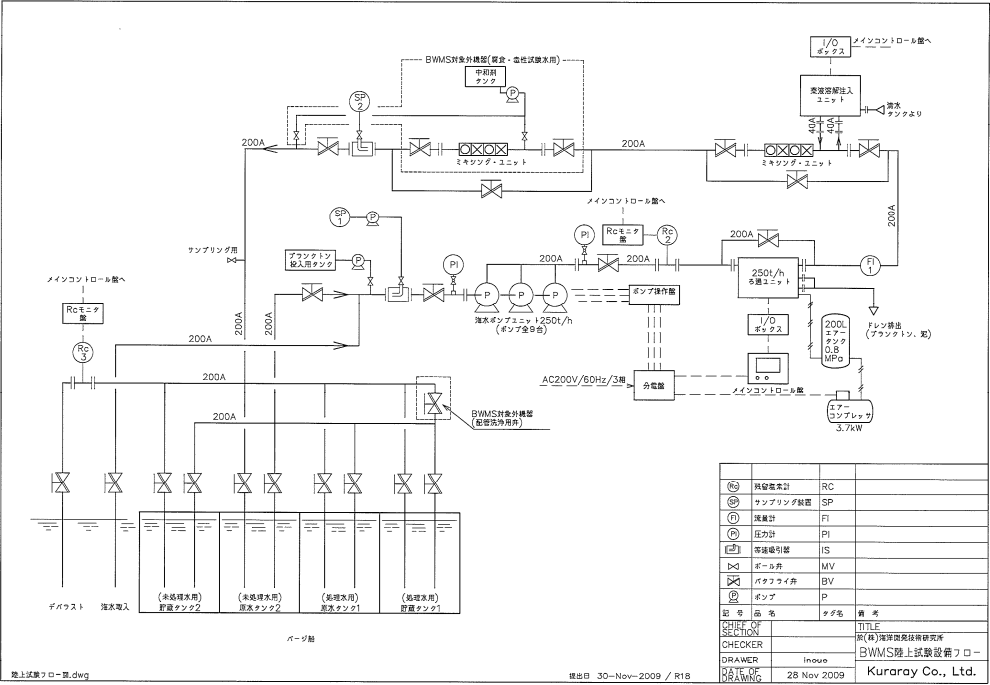 I/O
ボックス
メインコントロール盤へ
BWMS対象外機器(腐食・毒性試験水用)
中和剤
タンク
P
薬液溶解注入
ユニット
清水
タンクより
SP
2
40A
40A
200A
200A
ミキシング・ユニット
ミキシング・ユニット
200A
SP
1
P
メインコントロール盤へ
Rcモニタ
盤
Rc
2
PI
200A
サンプリング用
プランクトン
投入用タンク
P
PI
200A
200A
250t/h
ろ過ユニット
FI
1
メインコントロール盤へ
Rcモニタ
盤
P
P
P
ポンプ操作盤
海水ポンプユニット250t/h
(ポンプ全9台)
I/O
ボックス
200L
エアー
タンク
0.8
MPa
ドレン排出
(プランクトン、泥)
200A
200A
200A
Rc
3
AC200V/60Hz/3相
分電盤
メインコントロール盤
エアー
コンプレッサ
3.7kW
200A
200A
BWMS対象外機器
(配管洗浄用弁)
(未処理水用)
貯蔵タンク2
(未処理水用)
原水タンク2
(処理水用)
原水タンク1
(処理水用)
貯蔵タンク1
デバラスト
海水取入
バージ船
Rc 残留塩素計 RC
SP サンプリング装置 SP
FI 流量計 FI
PI 圧力計 PI
等速吸引器 IS
ボール弁 MV
バタフライ弁 BV
P ポンプ P
記号 品名 タグ名 備考
CHIEF OF
SECTION
CHECKER
DRAWER Inoue
DATE OF
DRAWING 28 Nov 2009
TITLE
於(株)海洋開発技術研究所
BWMS陸上試験設備フロー
Kuraray Co., Ltd.
陸上試験フロー図.dwg
提出日 30-Nov-2009 / R18